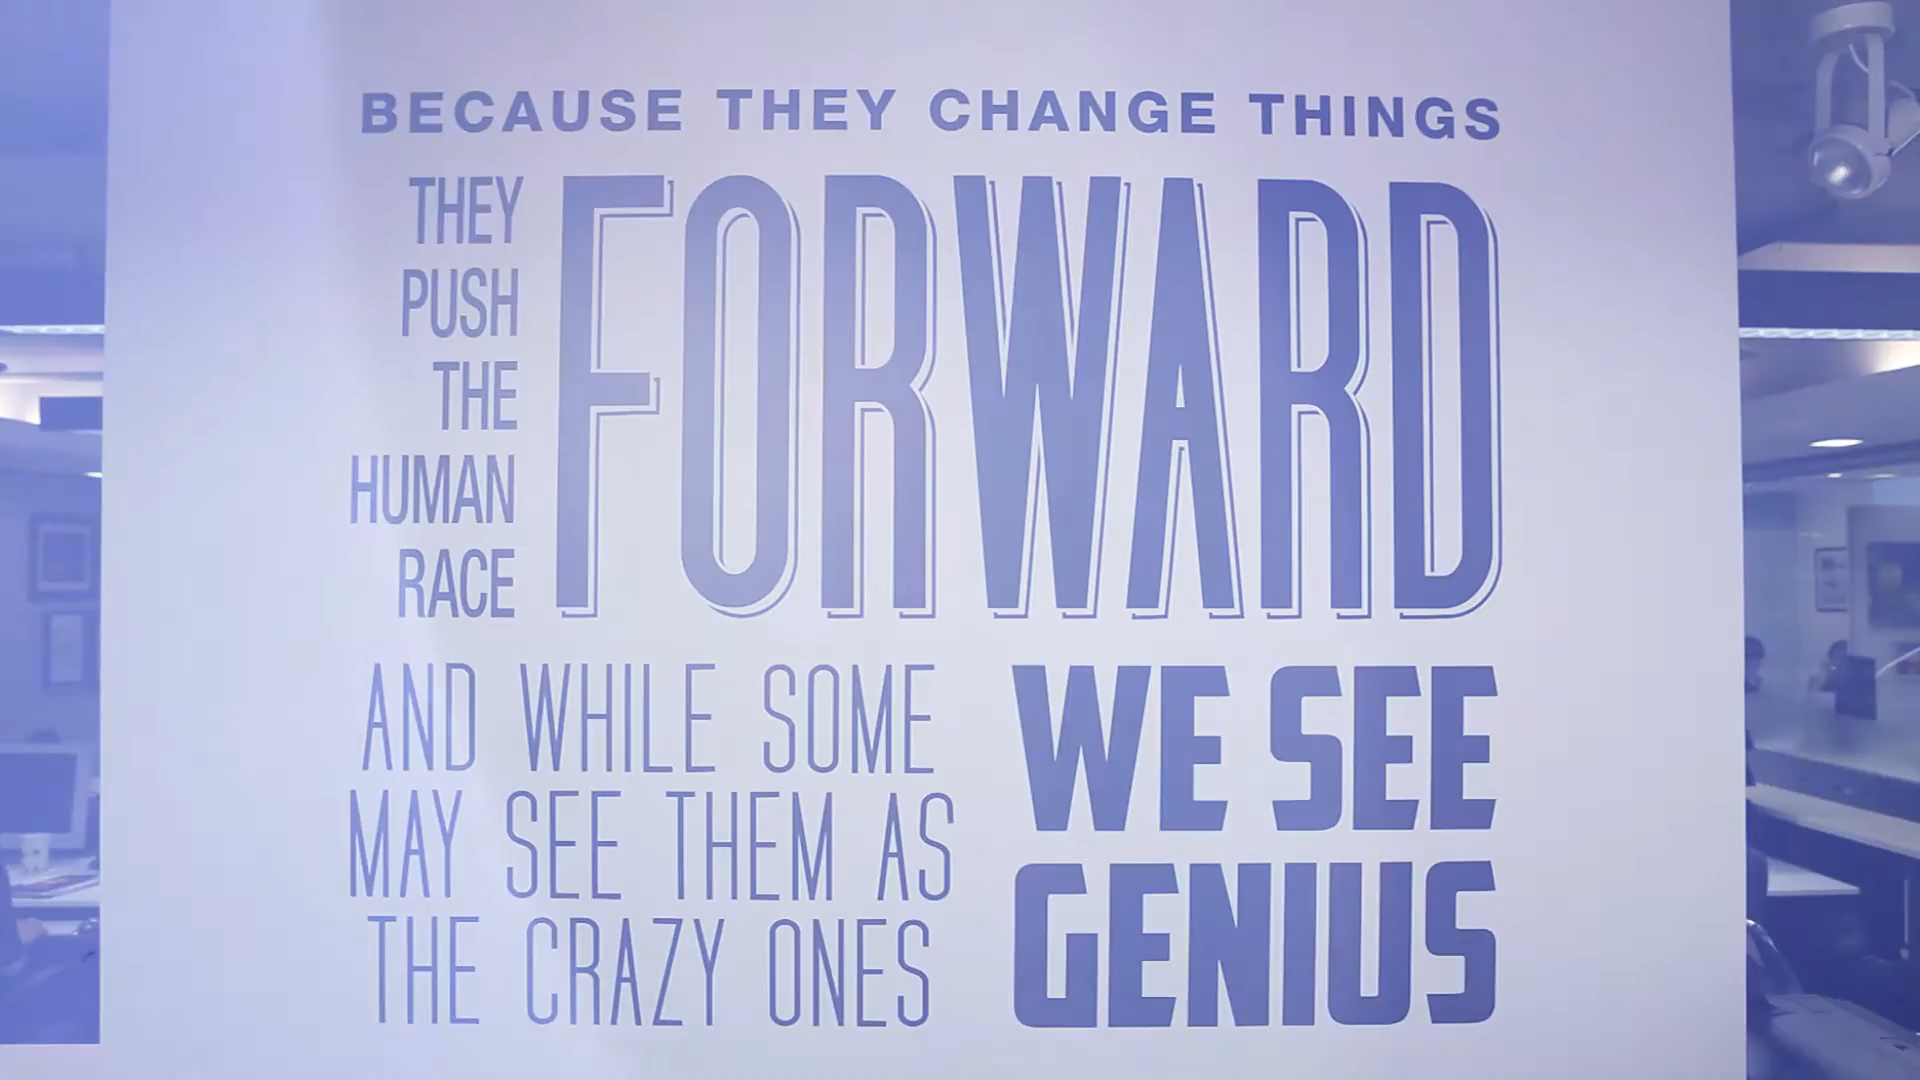 BECAUSE THEY CHANGE THINGS
THEY
PUSH
THE
HUMAN
RACE
FORWARD
AND WHILE SOME
MAY SEE THEM AS
THE CRAZY ONES
WE SEE
GENIUS